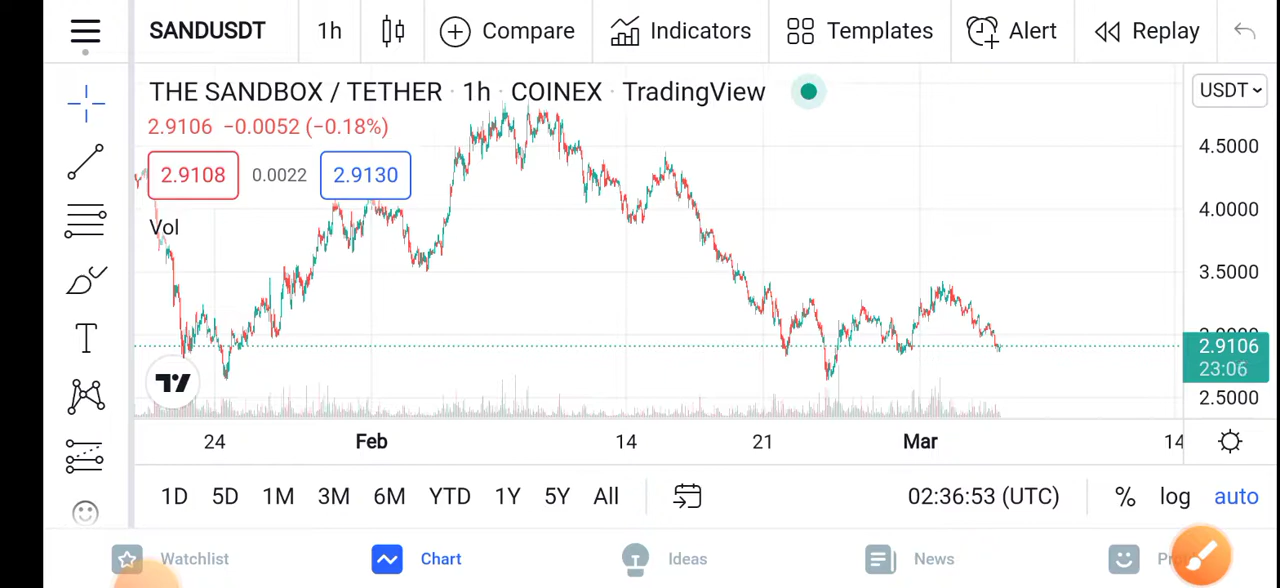 SANDUSDT 1h Compare Indicators Templates Alert Replay
THE SANDBOX / TETHER · 1h · COINEX · TradingView
USDT
2.9106 −0.0052 (−0.18%)
2.9108 0.0022 2.9130
Vol
4.5000
4.0000
3.5000
2.9106
23:06
2.5000
24 Feb 14 21 Mar 14
1D 5D 1M 3M 6M YTD 1Y 5Y All 02:36:53 (UTC) % log auto
Watchlist Chart Ideas News